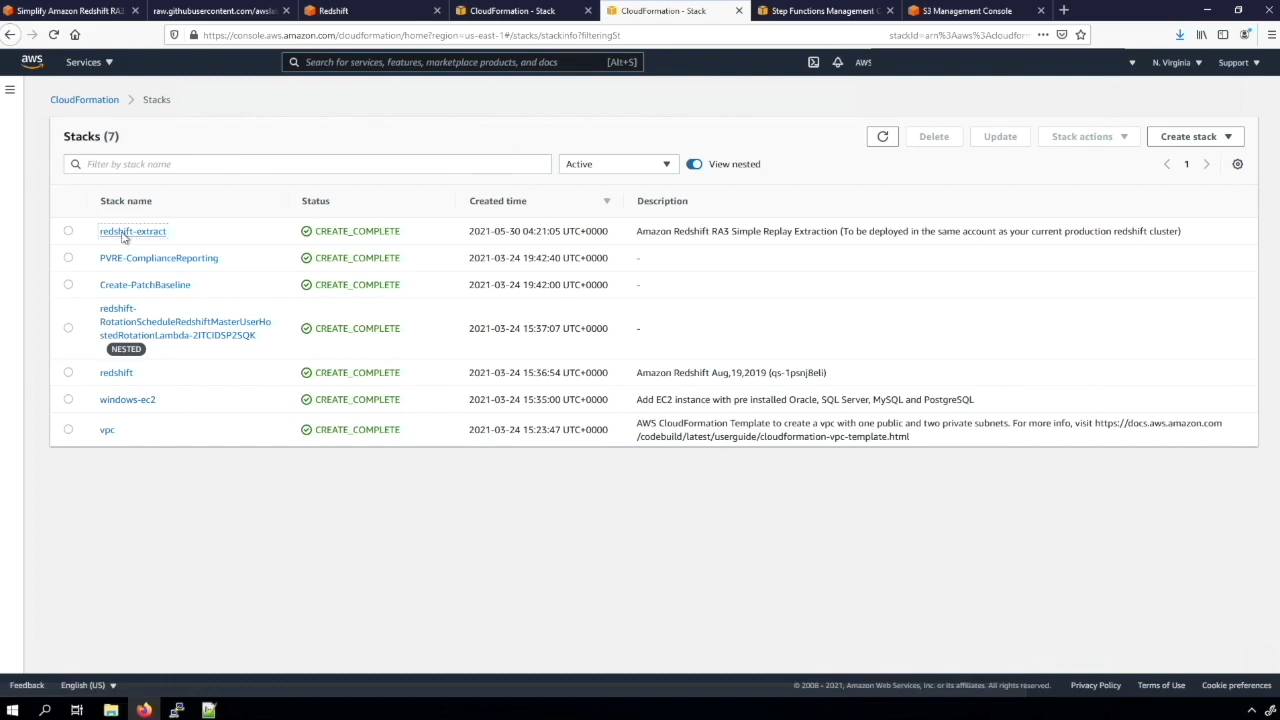 Simplify Amazon Redshift RA3
raw.githubusercontent.com/awsla
Redshift
CloudFormation - Stack
CloudFormation - Stack
Step Functions Management C
S3 Management Console
https://console.aws.amazon.com/cloudformation/home?region=us-east-1#/stacks/stackinfo?filteringSt
stackId=arn%3Aaws%3Acloudform
aws
Services
Search for services, features, marketplace products, and docs
[Alt+S]
AWS
N. Virginia
Support
CloudFormation
Stacks
Stacks (7)
Delete
Update
Stack actions
Create stack
Filter by stack name
Active
View nested
1
Stack name
Status
Created time
Description
redshift-extract
CREATE_COMPLETE
2021-05-30 04:21:05 UTC+0000
Amazon Redshift RA3 Simple Replay Extraction (To be deployed in the same account as your current production redshift cluster)
PVRE-ComplianceReporting
CREATE_COMPLETE
2021-03-24 19:42:40 UTC+0000
-
Create-PatchBaseline
CREATE_COMPLETE
2021-03-24 19:42:00 UTC+0000
-
redshift-
RotationScheduleRedshiftMasterUserHo
stedRotationLambda-2ITCIDSP2SQK
NESTED
CREATE_COMPLETE
2021-03-24 15:37:07 UTC+0000
-
redshift
CREATE_COMPLETE
2021-03-24 15:36:54 UTC+0000
Amazon Redshift Aug,19,2019 (qs-1psnj8eli)
windows-ec2
CREATE_COMPLETE
2021-03-24 15:35:00 UTC+0000
Add EC2 instance with pre installed Oracle, SQL Server, MySQL and PostgreSQL
vpc
CREATE_COMPLETE
2021-03-24 15:23:47 UTC+0000
AWS CloudFormation Template to create a vpc with one public and two private subnets. For more info, visit https://docs.aws.amazon.com
/codebuild/latest/userguide/cloudformation-vpc-template.html
Feedback
English (US)
© 2008 - 2021, Amazon Web Services, Inc. or its affiliates. All rights reserved.
Privacy Policy
Terms of Use
Cookie preferences